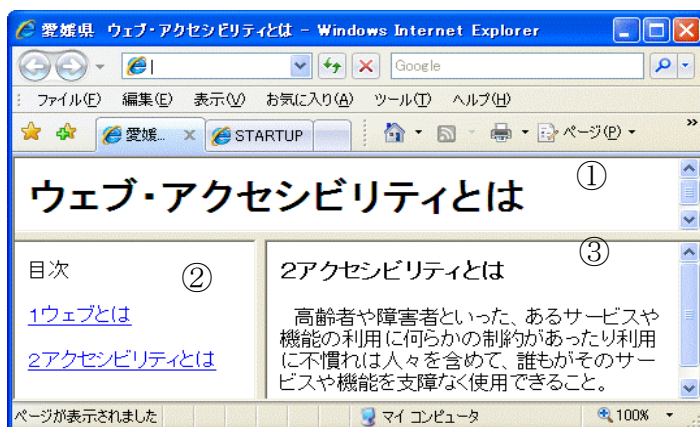 愛媛県 ウェブ・アクセシビリティとは - Windows Internet Explorer
Google
ファイル(F) 編集(E) 表示(V) お気に入り(A) ツール(T) ヘルプ(H)
愛媛... STARTUP ページ(P)
①
ウェブ・アクセシビリティとは
②
目次
1ウェブとは
2アクセシビリティとは
③
2アクセシビリティとは
高齢者や障害者といった、あるサービスや
機能の利用に何らかの制約があったり利用
に不慣れは人々を含めて、誰もがそのサー
ビスや機能を支障なく使用できること。
ページが表示されました マイ コンピュータ 100%